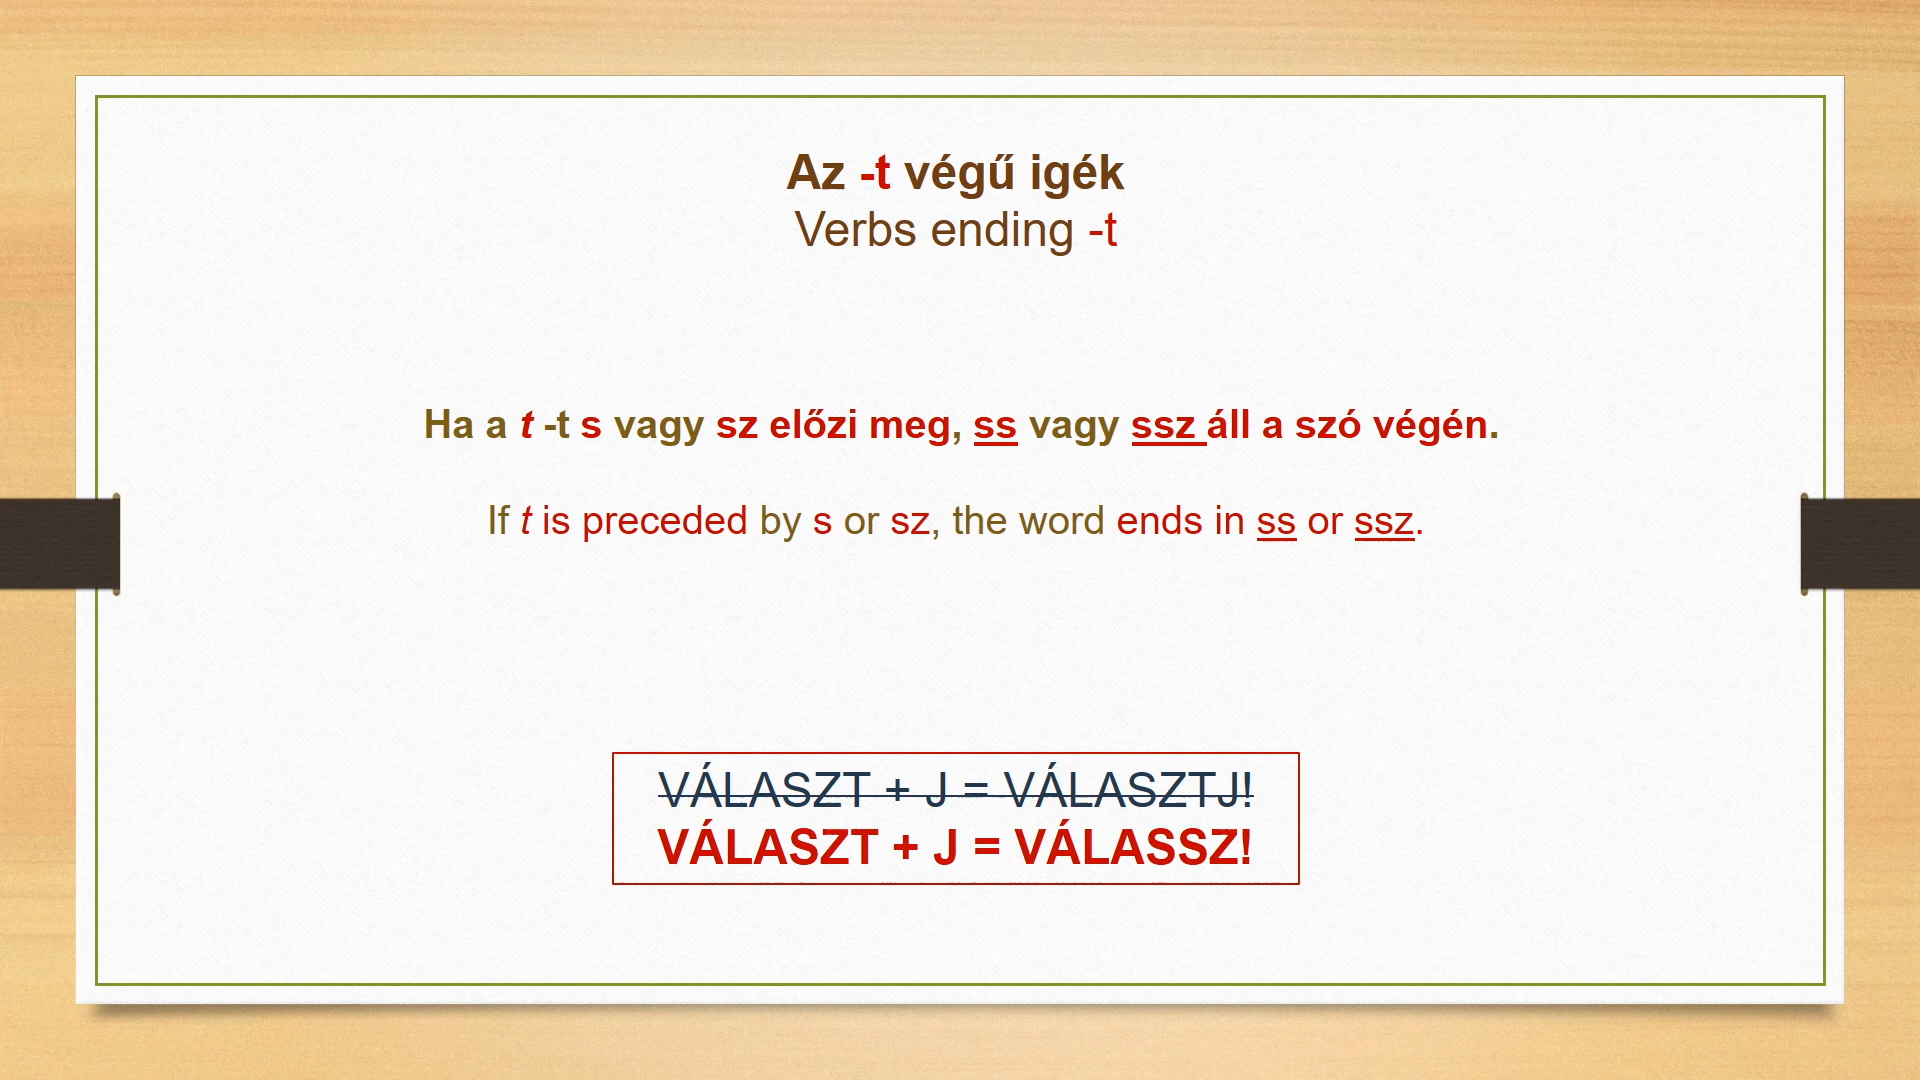 Az -t végű igék
Verbs ending -t
Ha a t -t s vagy sz előzi meg, ss vagy ssz áll a szó végén.
If t is preceded by s or sz, the word ends in ss or ssz.
VÁLASZT + J = VÁLASZTJ!
VÁLASZT + J = VÁLASSZ!